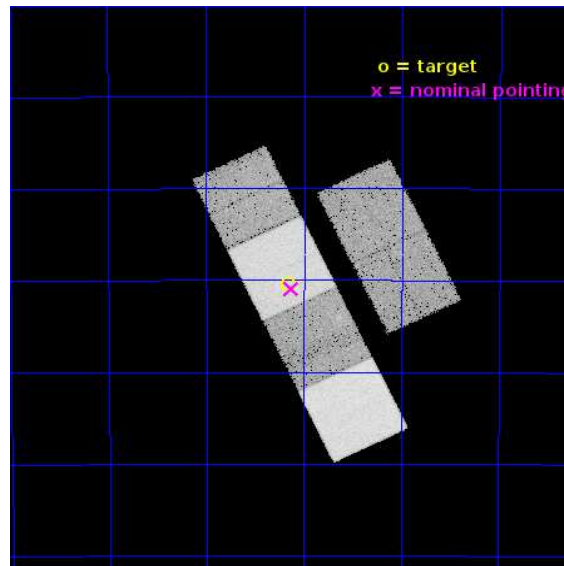 o = target
x = nominal pointing